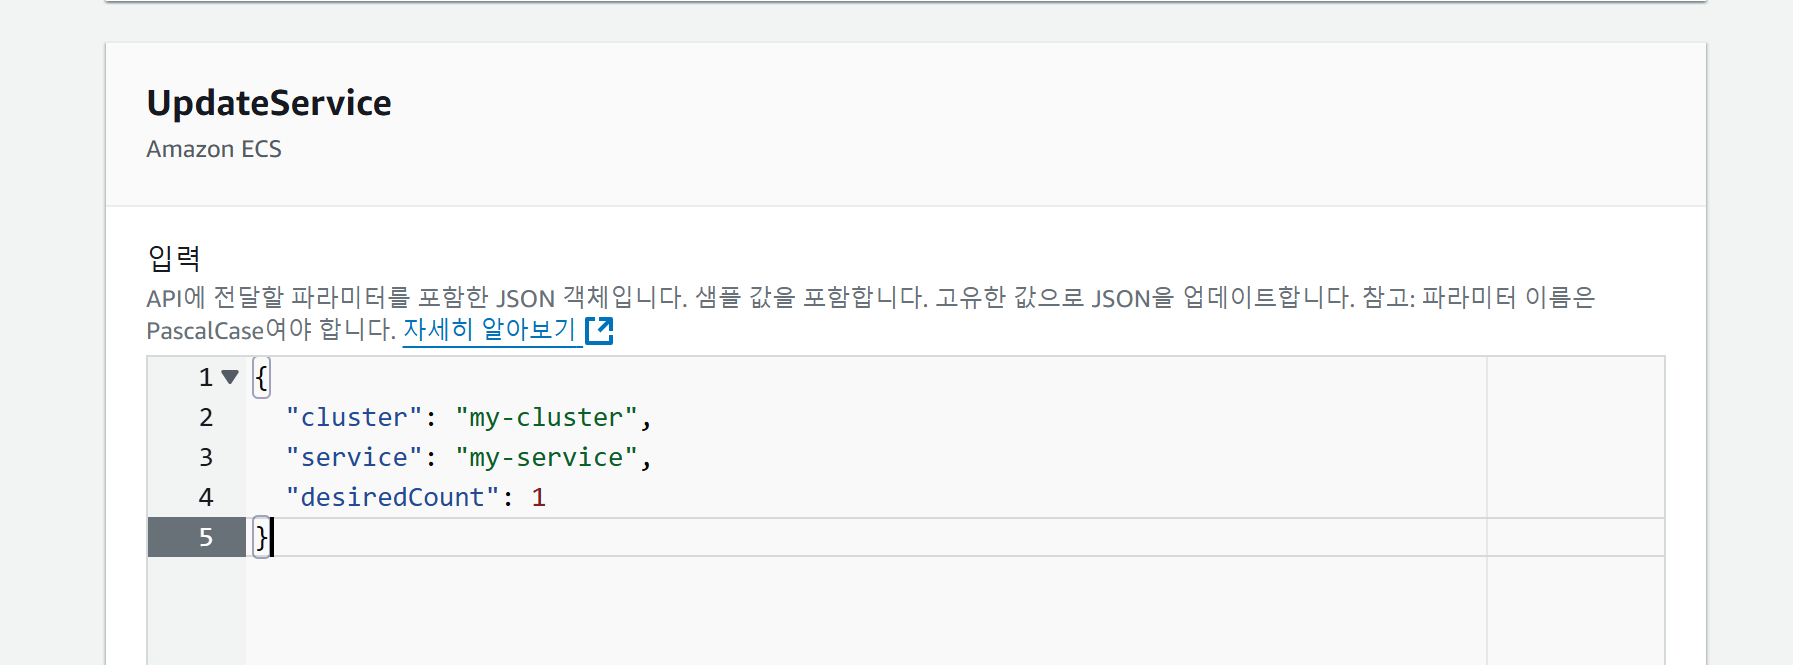 UpdateService
Amazon ECS
입력
API에 전달할 파라미터를 포함한 JSON 객체입니다. 샘플 값을 포함합니다. 고유한 값으로 JSON을 업데이트합니다. 참고: 파라미터 이름은
PascalCase여야 합니다. 자세히 알아보기
1 {
2 "cluster": "my-cluster",
3 "service": "my-service",
4 "desiredCount": 1
5 }